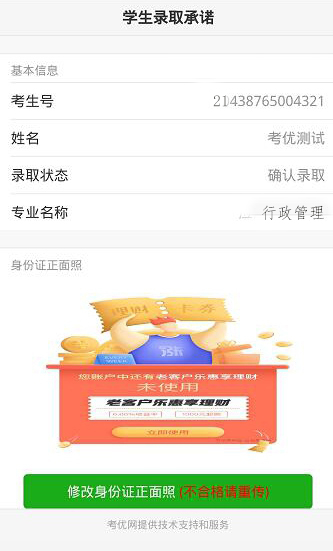 学生录取承诺
基本信息
考生号 21438765004321
姓名 考优测试
录取状态 确认录取
专业名称 行政管理
身份证正面照
理财 卡券
您账户中还有老客户乐惠享理财
未使用
老客户乐惠享理财
立即使用
修改身份证正面照 (不合格请重传)
考优网提供技术支持和服务